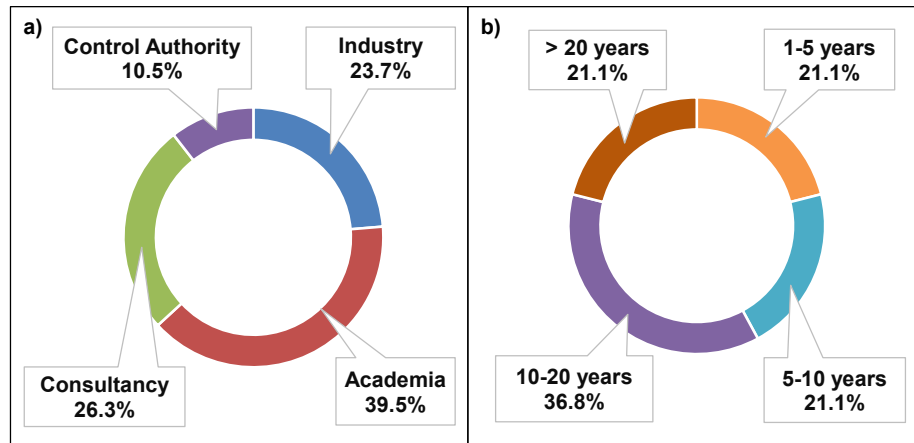 a)
Control Authority
10.5%
Industry
23.7%
Consultancy
26.3%
Academia
39.5%
b)
> 20 years
21.1%
1-5 years
21.1%
10-20 years
36.8%
5-10 years
21.1%